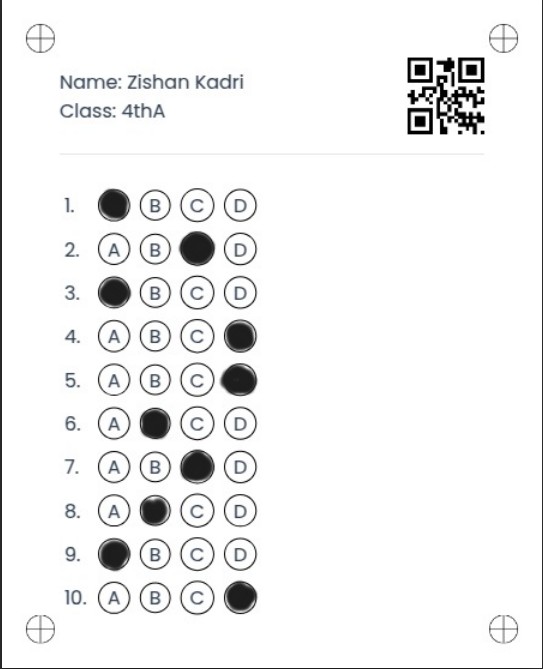 Name: Zishan Kadri
Class: 4thA
1. B C D
2. A B D
3. B C D
4. A B C
5. A B C
6. A C D
7. A B D
8. A C D
9. B C D
10. A B C